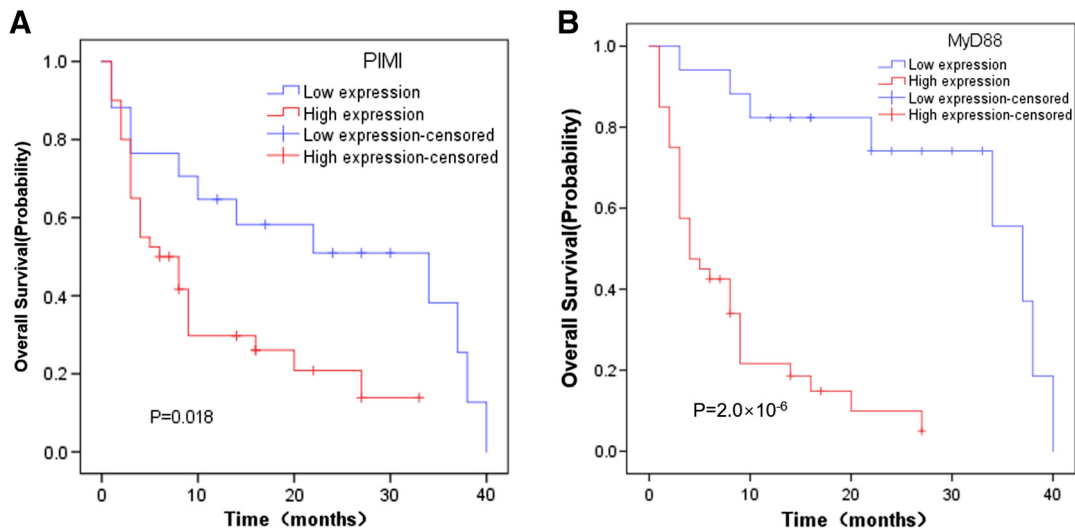 A
PIMI
Low expression
High expression
Low expression-censored
High expression-censored
Overall Survival(Probability)
1.0
0.8
0.6
0.4
0.2
0.0
P=0.018
0
10
20
30
40
Time（months）
B
MyD88
Low expression
High expression
Low expression-censored
High expression-censored
Overall Survival(Probability)
1.0
0.8
0.6
0.4
0.2
0.0
P=2.0×10⁻⁶
0
10
20
30
40
Time（months）